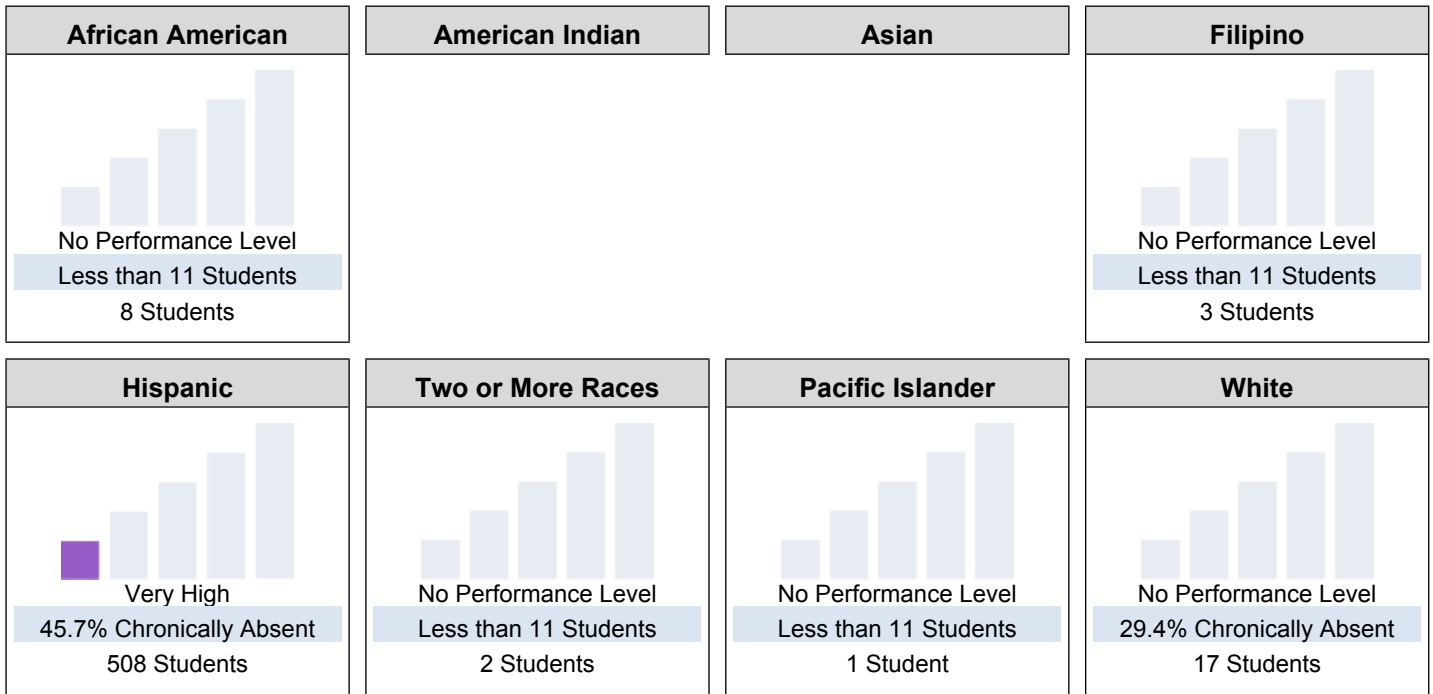 African American
American Indian
Asian
Filipino
No Performance Level
Less than 11 Students
8 Students
No Performance Level
Less than 11 Students
3 Students
Hispanic
Two or More Races
Pacific Islander
White
Very High
45.7% Chronically Absent
508 Students
No Performance Level
Less than 11 Students
2 Students
No Performance Level
Less than 11 Students
1 Student
No Performance Level
29.4% Chronically Absent
17 Students